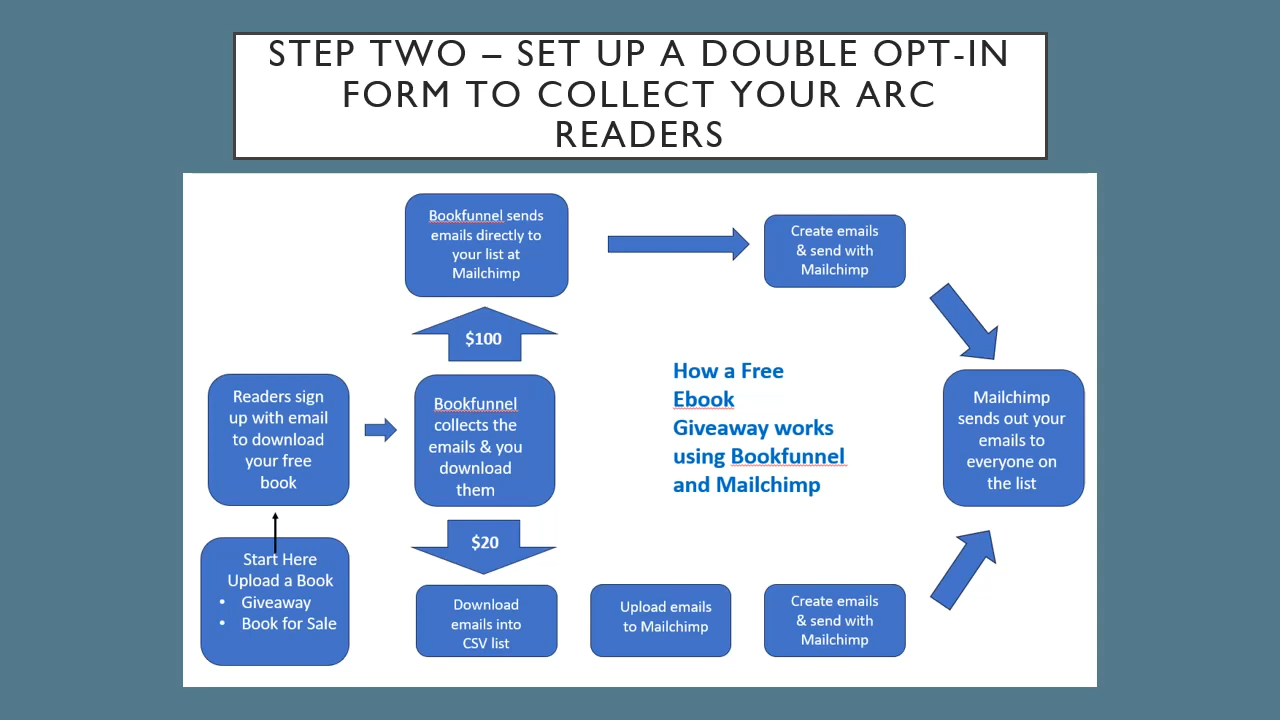 STEP TWO – SET UP A DOUBLE OPT-IN
FORM TO COLLECT YOUR ARC
READERS
Bookfunnel sends
emails directly to
your list at
Mailchimp
Create emails
& send with
Mailchimp
$100
Readers sign
up with email
to download
your free
book
Bookfunnel
collects the
emails & you
download
them
How a Free
Ebook
Giveaway works
using Bookfunnel
and Mailchimp
Mailchimp
sends out your
emails to
everyone on
the list
$20
Start Here
Upload a Book
• Giveaway
• Book for Sale
Download
emails into
CSV list
Upload emails
to Mailchimp
Create emails
& send with
Mailchimp